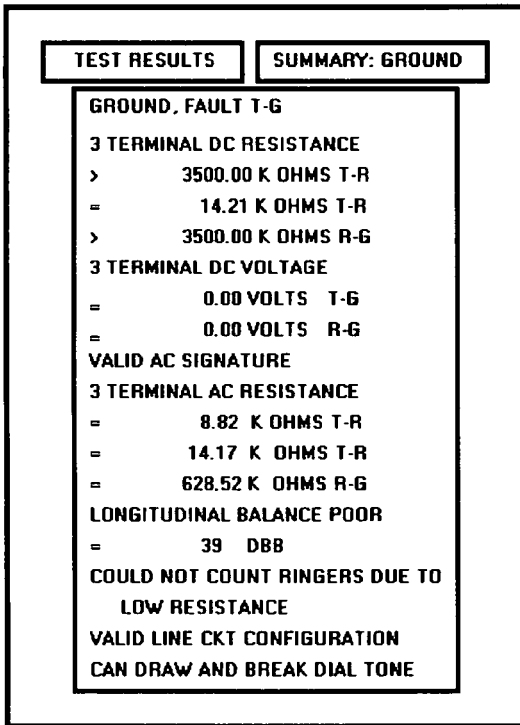 TEST RESULTS SUMMARY: GROUND
GROUND, FAULT T-G
3 TERMINAL DC RESISTANCE
> 3500.00 K OHMS T-R
= 14.21 K OHMS T-R
> 3500.00 K OHMS R-G
3 TERMINAL DC VOLTAGE
= 0.00 VOLTS T-G
= 0.00 VOLTS R-G
VALID AC SIGNATURE
3 TERMINAL AC RESISTANCE
= 8.82 K OHMS T-R
= 14.17 K OHMS T-R
= 628.52 K OHMS R-G
LONGITUDINAL BALANCE POOR
= 39 DBB
COULD NOT COUNT RINGERS DUE TO
LOW RESISTANCE
VALID LINE CKT CONFIGURATION
CAN DRAW AND BREAK DIAL TONE